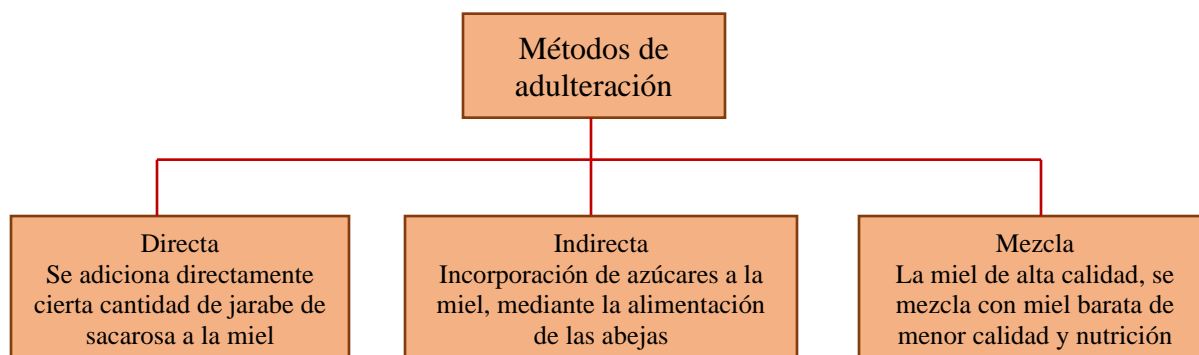 Métodos de
adulteración
Directa
Se adiciona directamente
cierta cantidad de jarabe de
sacarosa a la miel
Indirecta
Incorporación de azúcares a la
miel, mediante la alimentación
de las abejas
Mezcla
La miel de alta calidad, se
mezcla con miel barata de
menor calidad y nutrición